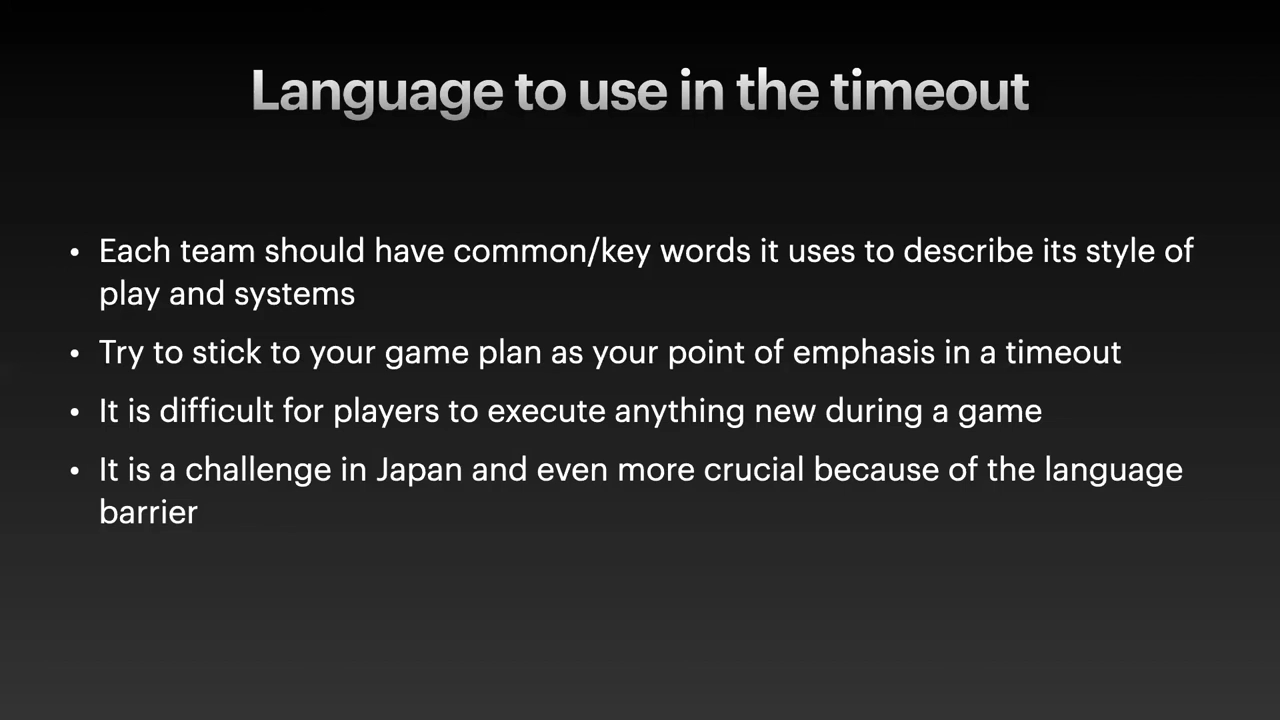 Language to use in the timeout
• Each team should have common/key words it uses to describe its style of
play and systems
• Try to stick to your game plan as your point of emphasis in a timeout
• It is difficult for players to execute anything new during a game
• It is a challenge in Japan and even more crucial because of the language
barrier